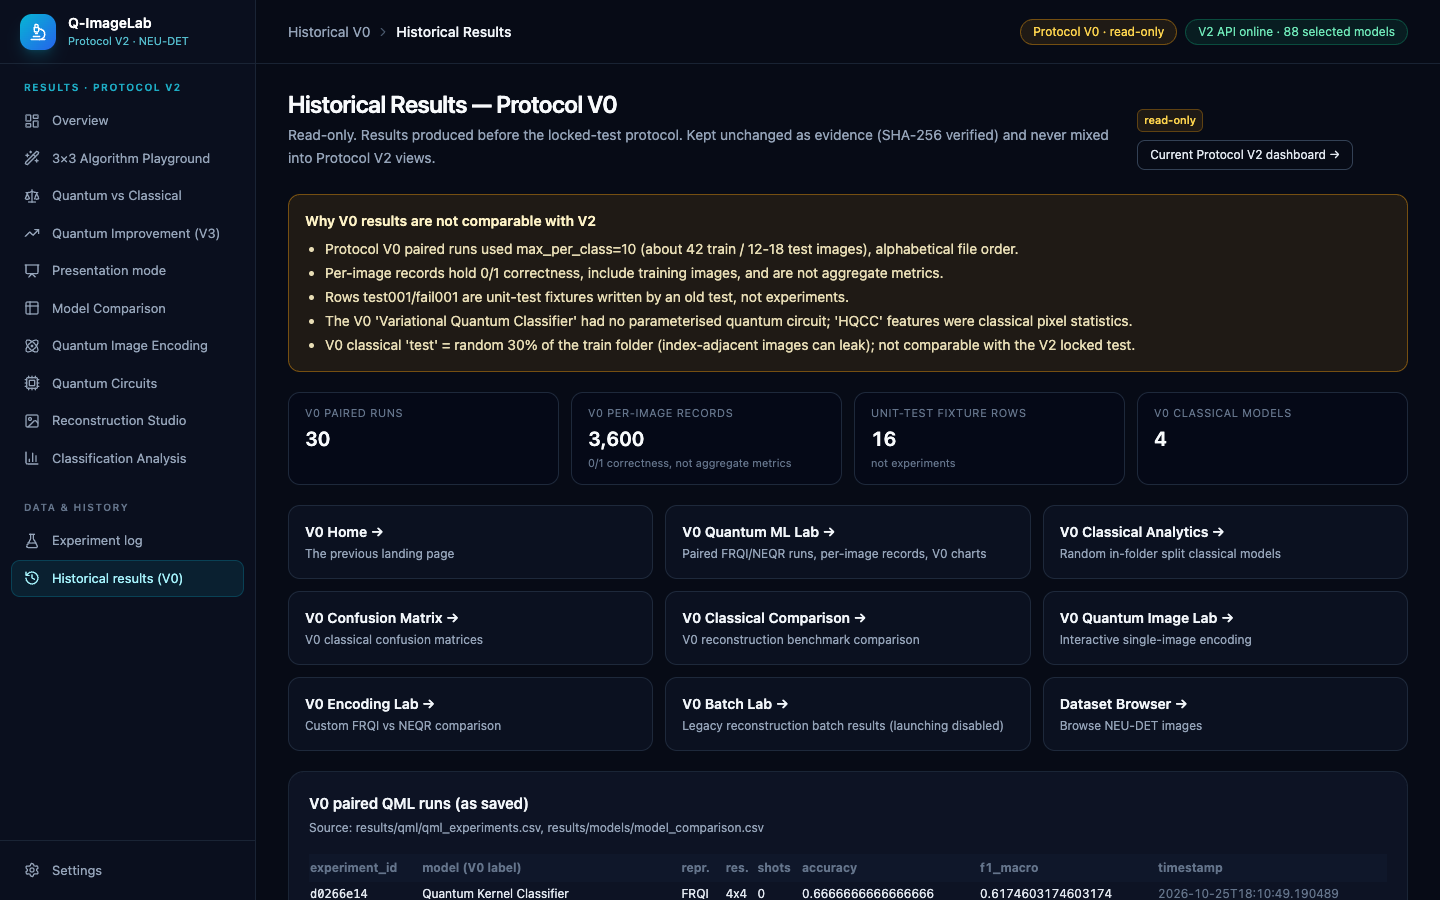 Q-ImageLab
Protocol V2 · NEU-DET
RESULTS · PROTOCOL V2
Overview
3×3 Algorithm Playground
Quantum vs Classical
Quantum Improvement (V3)
Presentation mode
Model Comparison
Quantum Image Encoding
Quantum Circuits
Reconstruction Studio
Classification Analysis
DATA & HISTORY
Experiment log
Historical results (V0)
Settings
Historical V0 › Historical Results
Protocol V0 · read-only
V2 API online · 88 selected models
Historical Results — Protocol V0
Read-only. Results produced before the locked-test protocol. Kept unchanged as evidence (SHA-256 verified) and never mixed
into Protocol V2 views.
read-only
Current Protocol V2 dashboard →
Why V0 results are not comparable with V2
• Protocol V0 paired runs used max_per_class=10 (about 42 train / 12-18 test images), alphabetical file order.
• Per-image records hold 0/1 correctness, include training images, and are not aggregate metrics.
• Rows test001/fail001 are unit-test fixtures written by an old test, not experiments.
• The V0 'Variational Quantum Classifier' had no parameterised quantum circuit; 'HQCC' features were classical pixel statistics.
• V0 classical 'test' = random 30% of the train folder (index-adjacent images can leak); not comparable with the V2 locked test.
V0 PAIRED RUNS
30
V0 PER-IMAGE RECORDS
3,600
0/1 correctness, not aggregate metrics
UNIT-TEST FIXTURE ROWS
16
not experiments
V0 CLASSICAL MODELS
4
V0 Home →
The previous landing page
V0 Quantum ML Lab →
Paired FRQI/NEQR runs, per-image records, V0 charts
V0 Classical Analytics →
Random in-folder split classical models
V0 Confusion Matrix →
V0 classical confusion matrices
V0 Classical Comparison →
V0 reconstruction benchmark comparison
V0 Quantum Image Lab →
Interactive single-image encoding
V0 Encoding Lab →
Custom FRQI vs NEQR comparison
V0 Batch Lab →
Legacy reconstruction batch results (launching disabled)
Dataset Browser →
Browse NEU-DET images
V0 paired QML runs (as saved)
Source: results/qml/qml_experiments.csv, results/models/model_comparison.csv
experiment_id model (V0 label) repr. res. shots accuracy f1_macro timestamp
d0266e14 Quantum Kernel Classifier FRQI 4x4 0 0.6666666666666666 0.6174603174603174 2026-10-25T18:10:49.190489